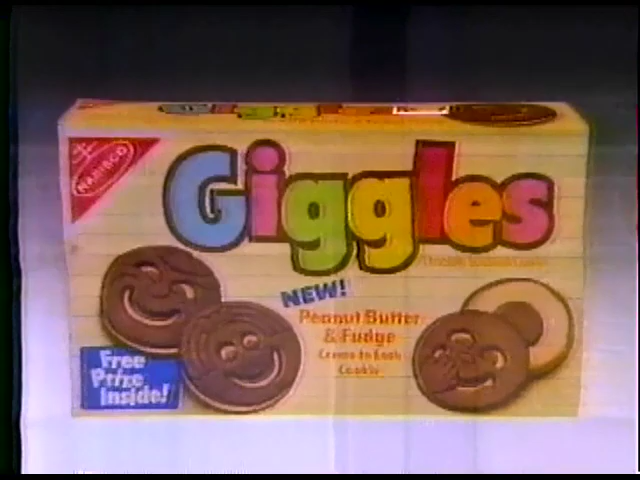 NABISCO
Giggles
NEW!
Peanut Butter
& Fudge
Creme in Each
Cookie
Free
Prize
Inside!